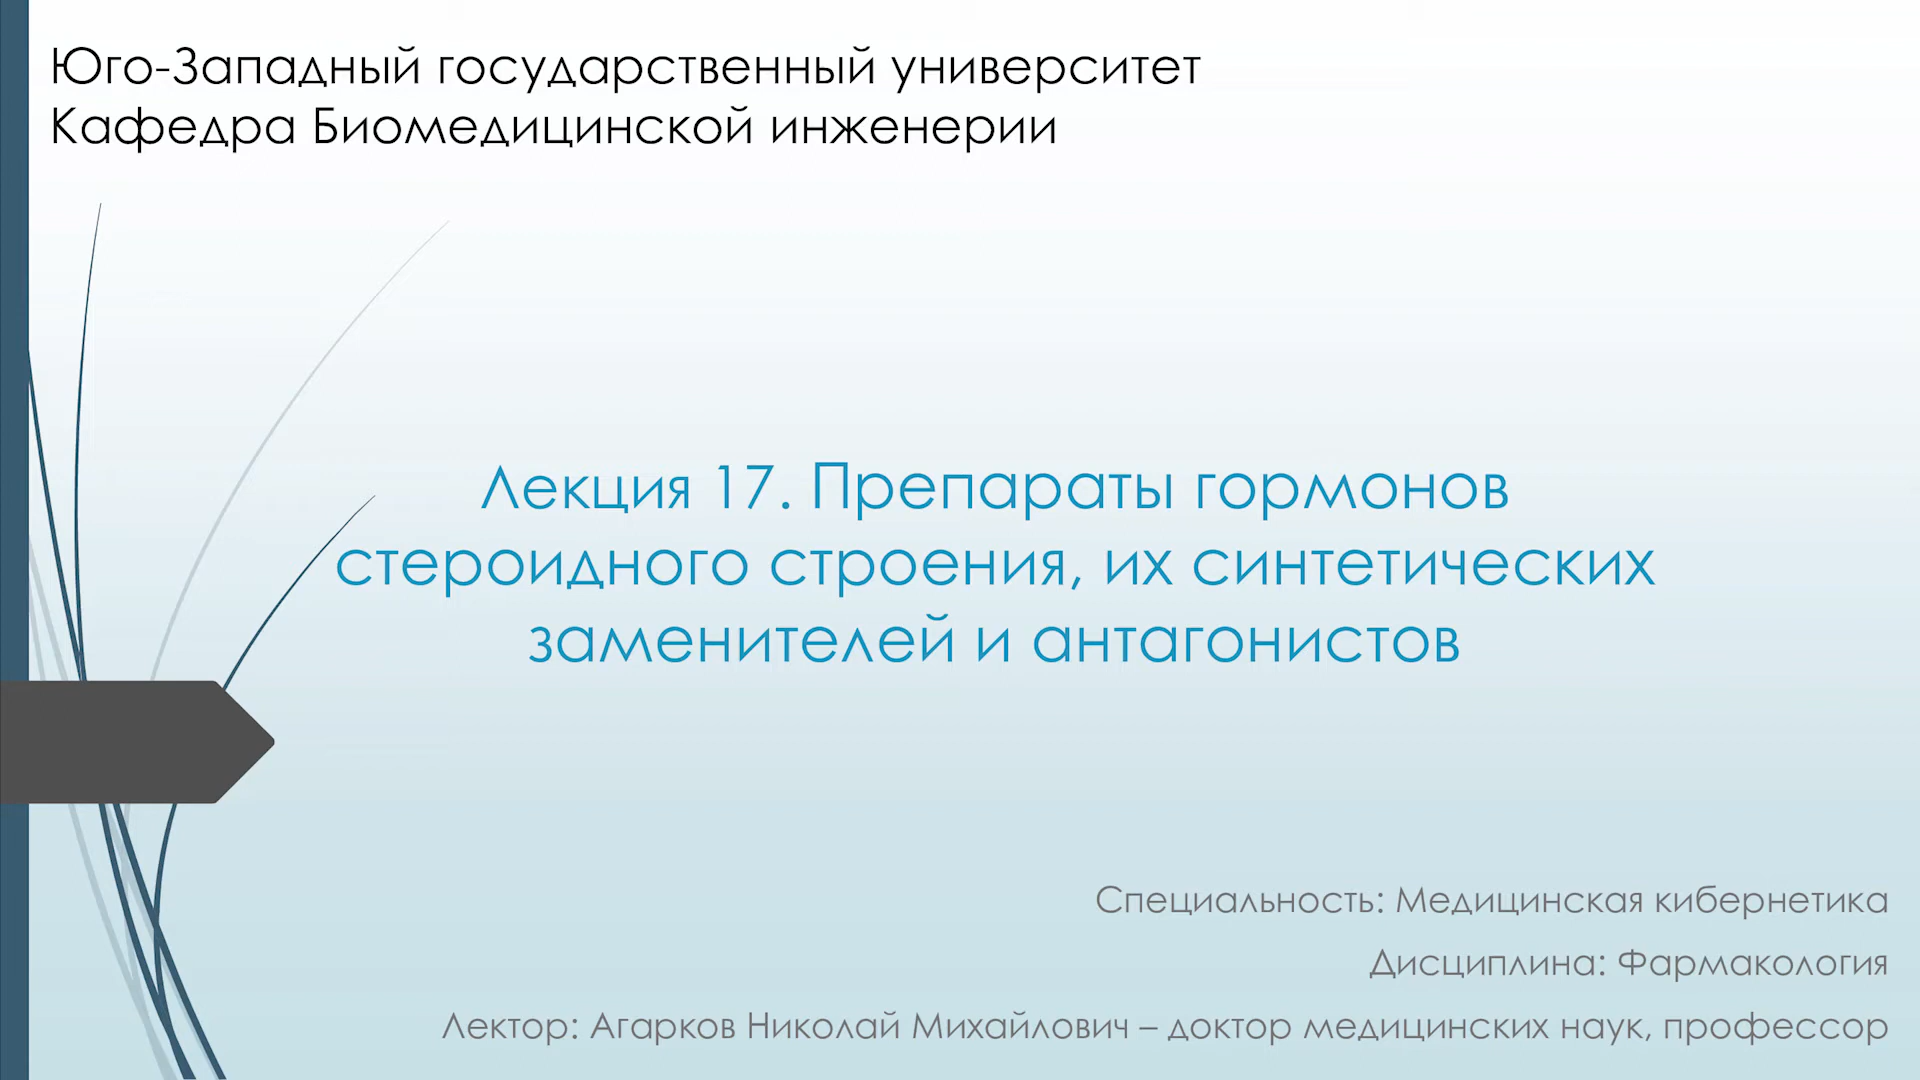 Юго-Западный государственный университет
Кафедра Биомедицинской инженерии
Лекция 17. Препараты гормонов
стероидного строения, их синтетических
заменителей и антагонистов
Специальность: Медицинская кибернетика
Дисциплина: Фармакология
Лектор: Агарков Николай Михайлович – доктор медицинских наук, профессор